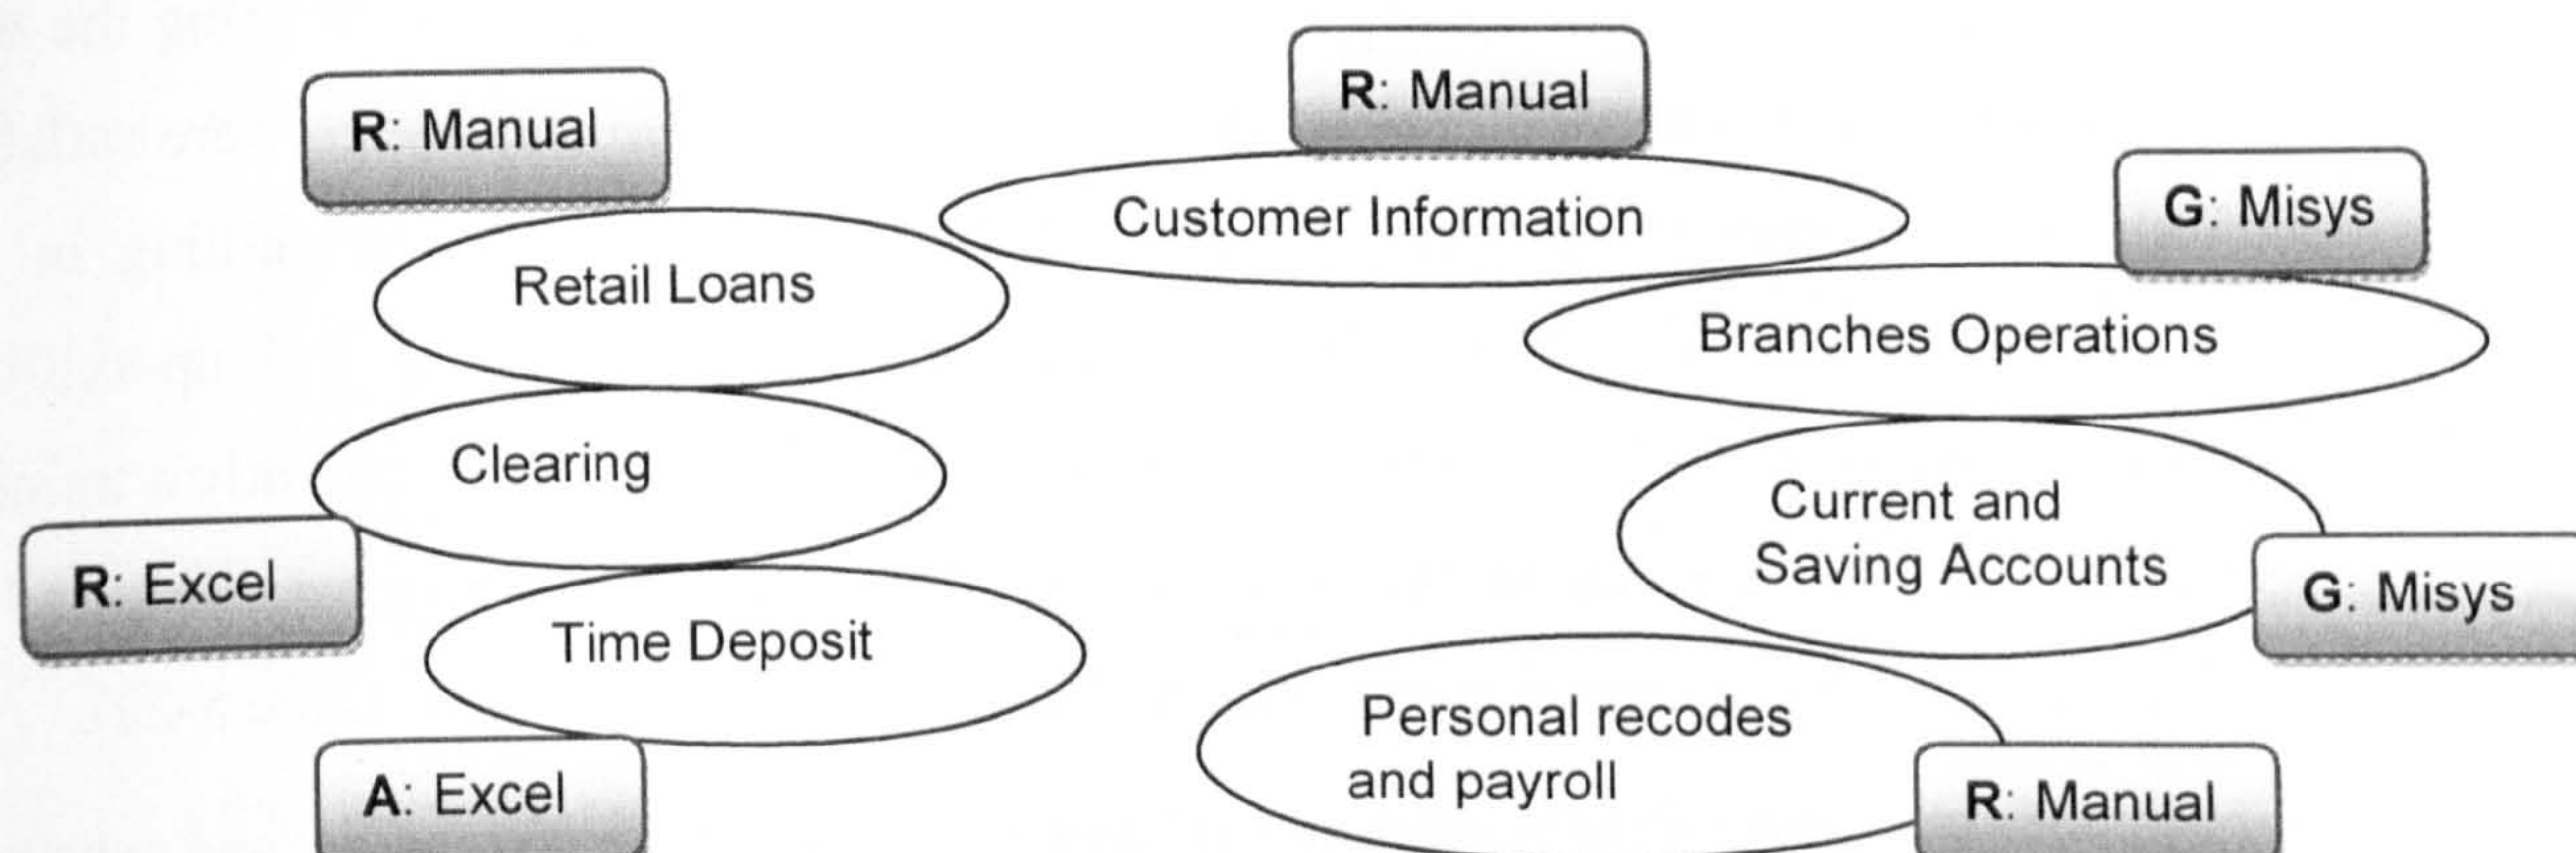 R: Manual
R: Manual
Customer Information
G: Misys
Retail Loans
Branches Operations
Clearing
Current and
Saving Accounts
R: Excel
G: Misys
Time Deposit
Personal recodes
and payroll
A: Excel
R: Manual